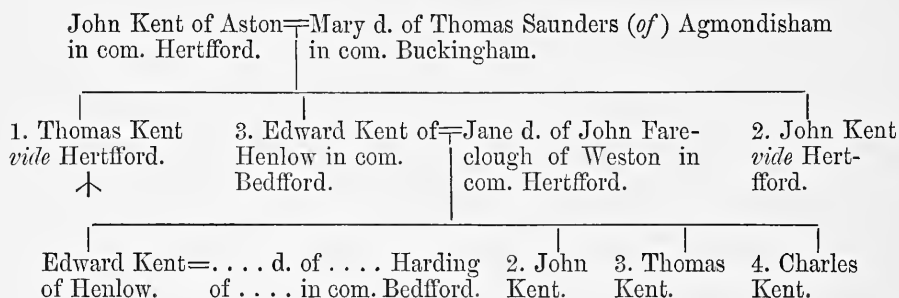 John Kent of Aston=Mary d. of Thomas Saunders (of) Agmondisham
in com. Hertfford. in com. Buckingham.
1. Thomas Kent
vide Hertfford.
3. Edward Kent of=Jane d. of John Fare-
Henlow in com. clough of Weston in
Bedfford. com. Hertfford.
2. John Kent
vide Hert-
fford.
Edward Kent=.... d. of .... Harding
of Henlow. of .... in com. Bedfford.
2. John
Kent.
3. Thomas
Kent.
4. Charles
Kent.